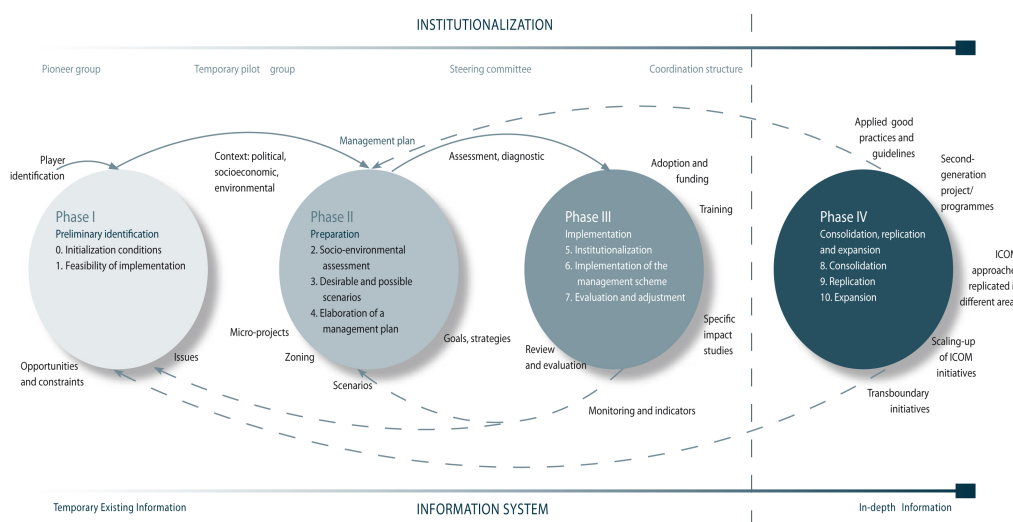 INSTITUTIONALIZATION
Pioneer group
Temporary pilot group
Steering committee
Coordination structure
Player
identification
Context: political,
socioeconomic,
environmental
Management plan
Assessment, diagnostic
Adoption and
funding
Training
Applied good
practices and
guidelines
Second-
generation
project/
programmes
Phase I
Preliminary identification
0. Initialization conditions
1. Feasibility of implementation
Phase II
Preparation
2. Socio-environmental
assessment
3. Desirable and possible
scenarios
4. Elaboration of a
management plan
Phase III
Implementation
5. Institutionalization
6. Implementation of the
management scheme
7. Evaluation and adjustment
Phase IV
Consolidation, replication
and expansion
8. Consolidation
9. Replication
10. Expansion
ICOM
approache
replicated i
different area
Opportunities
and constraints
Issues
Micro-projects
Zoning
Scenarios
Goals, strategies
Review
and evaluation
Specific
impact
studies
Monitoring and indicators
Scaling-up
of ICOM
initiatives
Transboundary
initiatives
Temporary Existing Information
INFORMATION SYSTEM
In-depth Information